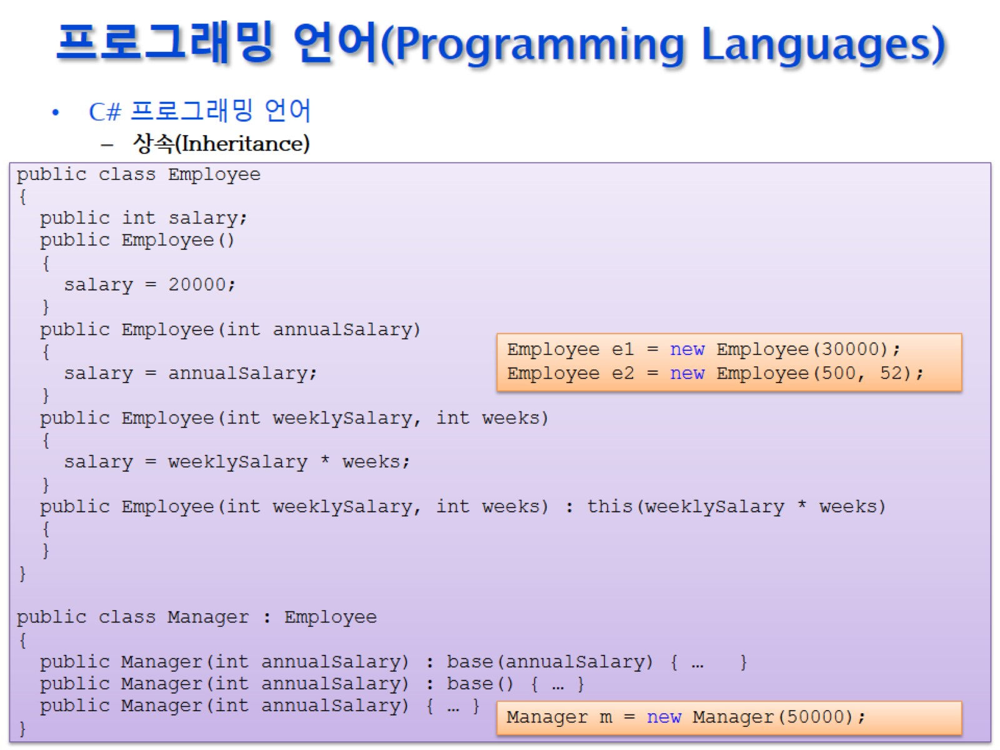 프로그래밍 언어(Programming Languages)
• C# 프로그래밍 언어
– 상속(Inheritance)
public class Employee
{
  public int salary;
  public Employee()
  {
    salary = 20000;
  }
  public Employee(int annualSalary)
  {
    salary = annualSalary;
  }
  public Employee(int weeklySalary, int weeks)
  {
    salary = weeklySalary * weeks;
  }
  public Employee(int weeklySalary, int weeks) : this(weeklySalary * weeks)
  {
  }
}
Employee e1 = new Employee(30000);
Employee e2 = new Employee(500, 52);
public class Manager : Employee
{
  public Manager(int annualSalary) : base(annualSalary) { …   }
  public Manager(int annualSalary) : base() { … }
  public Manager(int annualSalary) { … }
}
Manager m = new Manager(50000);